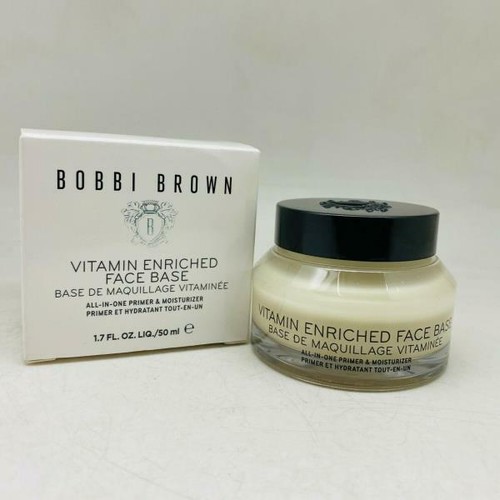 BOBBI BROWN
B
VITAMIN ENRICHED
FACE BASE
BASE DE MAQUILLAGE VITAMINÉE
ALL-IN-ONE PRIMER & MOISTURIZER
PRIMER ET HYDRATANT TOUT-EN-UN
1.7 FL. OZ. LIQ./50 ml ℮
VITAMIN ENRICHED FACE BASE
BASE DE MAQUILLAGE VITAMINÉE
ALL-IN-ONE PRIMER & MOISTURIZER
PRIMER ET HYDRATANT TOUT-EN-UN